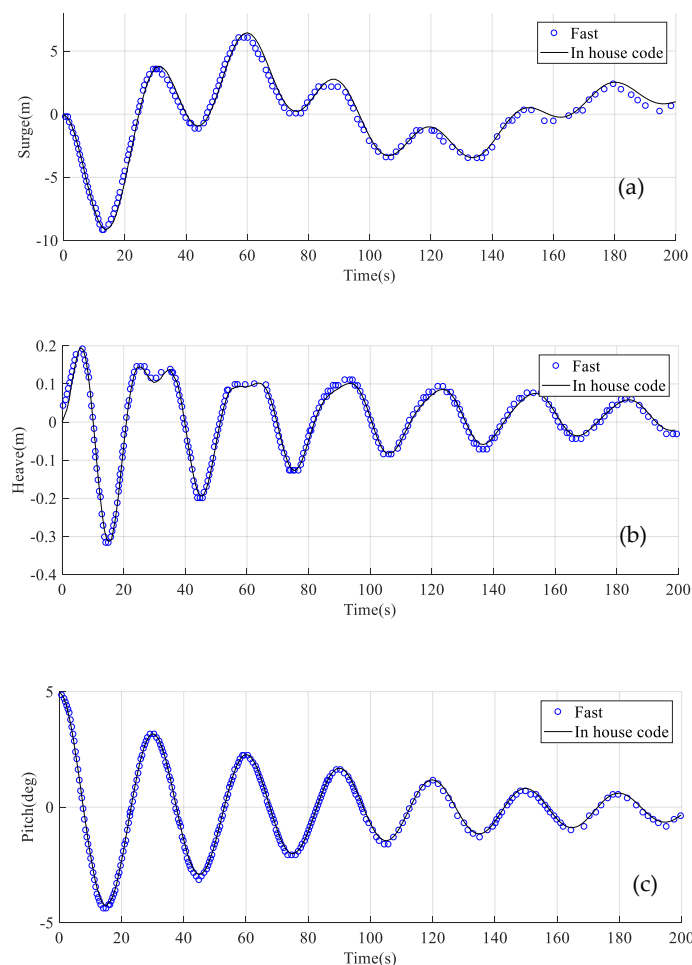 5
0
-5
-10
Surge(m)
Fast
In house code
(a)
0 20 40 60 80 100 120 140 160 180 200
Time(s)
0.2
0.1
0
-0.1
-0.2
-0.3
-0.4
Heave(m)
Fast
In house code
(b)
0 20 40 60 80 100 120 140 160 180 200
Time(s)
5
0
-5
Pitch(deg)
Fast
In house code
(c)
0 20 40 60 80 100 120 140 160 180 200
Time(s)